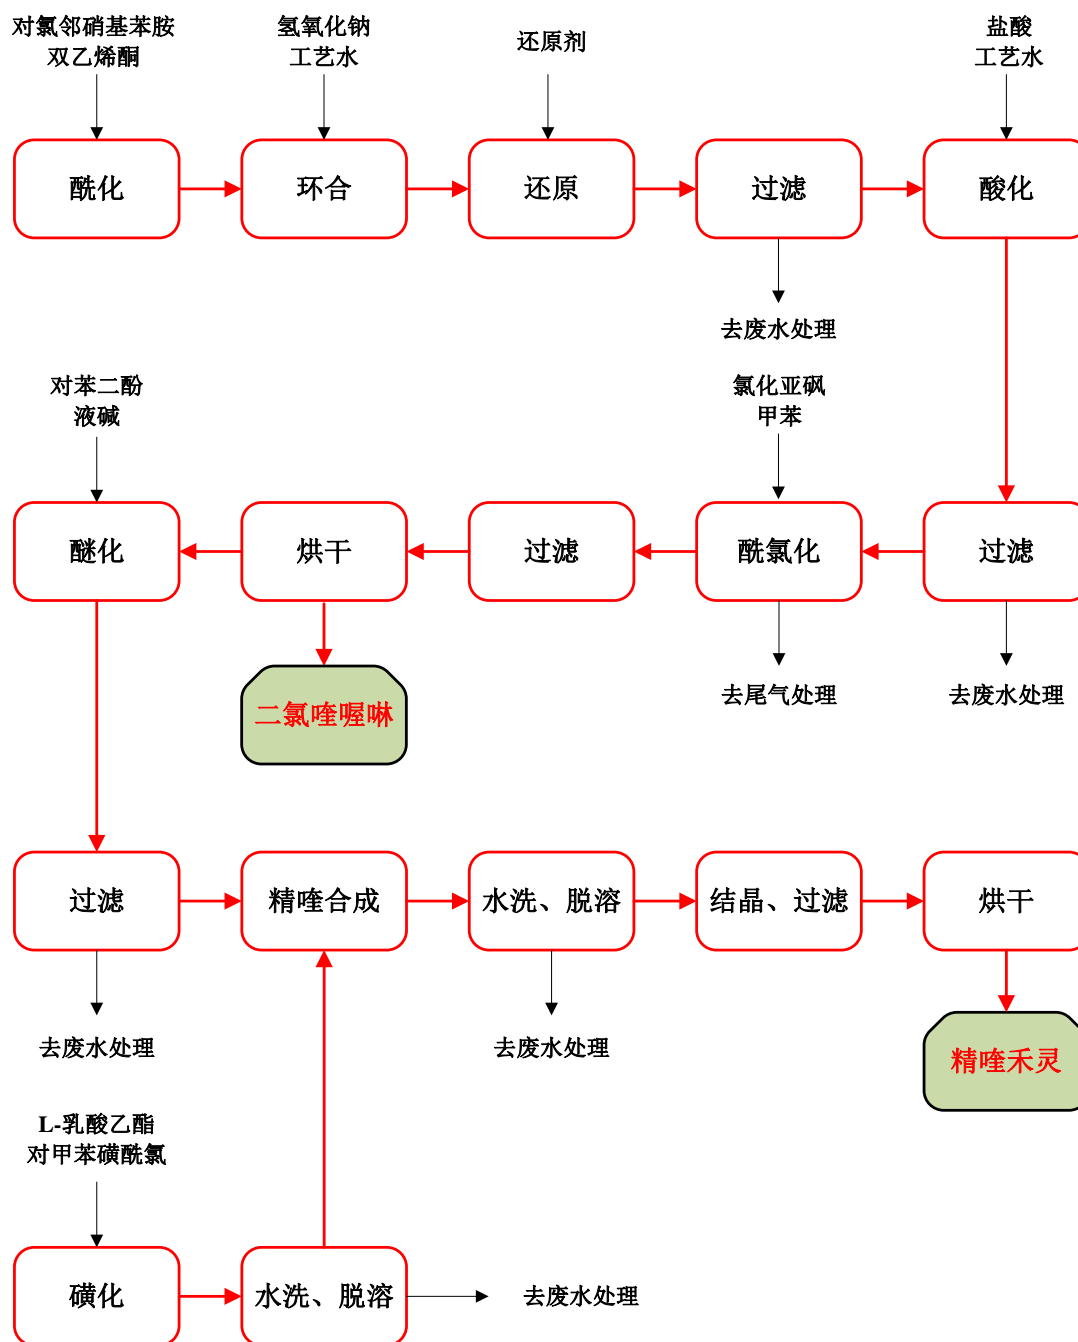 对氯邻硝基苯胺
双乙烯酮
氢氧化钠
工艺水
还原剂
盐酸
工艺水
酰化
环合
还原
过滤
酸化
去废水处理
对苯二酚
液碱
氯化亚砜
甲苯
醚化
烘干
过滤
酰氯化
过滤
二氯喹喔啉
去尾气处理
去废水处理
过滤
精喹合成
水洗、脱溶
结晶、过滤
烘干
去废水处理
去废水处理
精喹禾灵
L-乳酸乙酯
对甲苯磺酰氯
磺化
水洗、脱溶
去废水处理